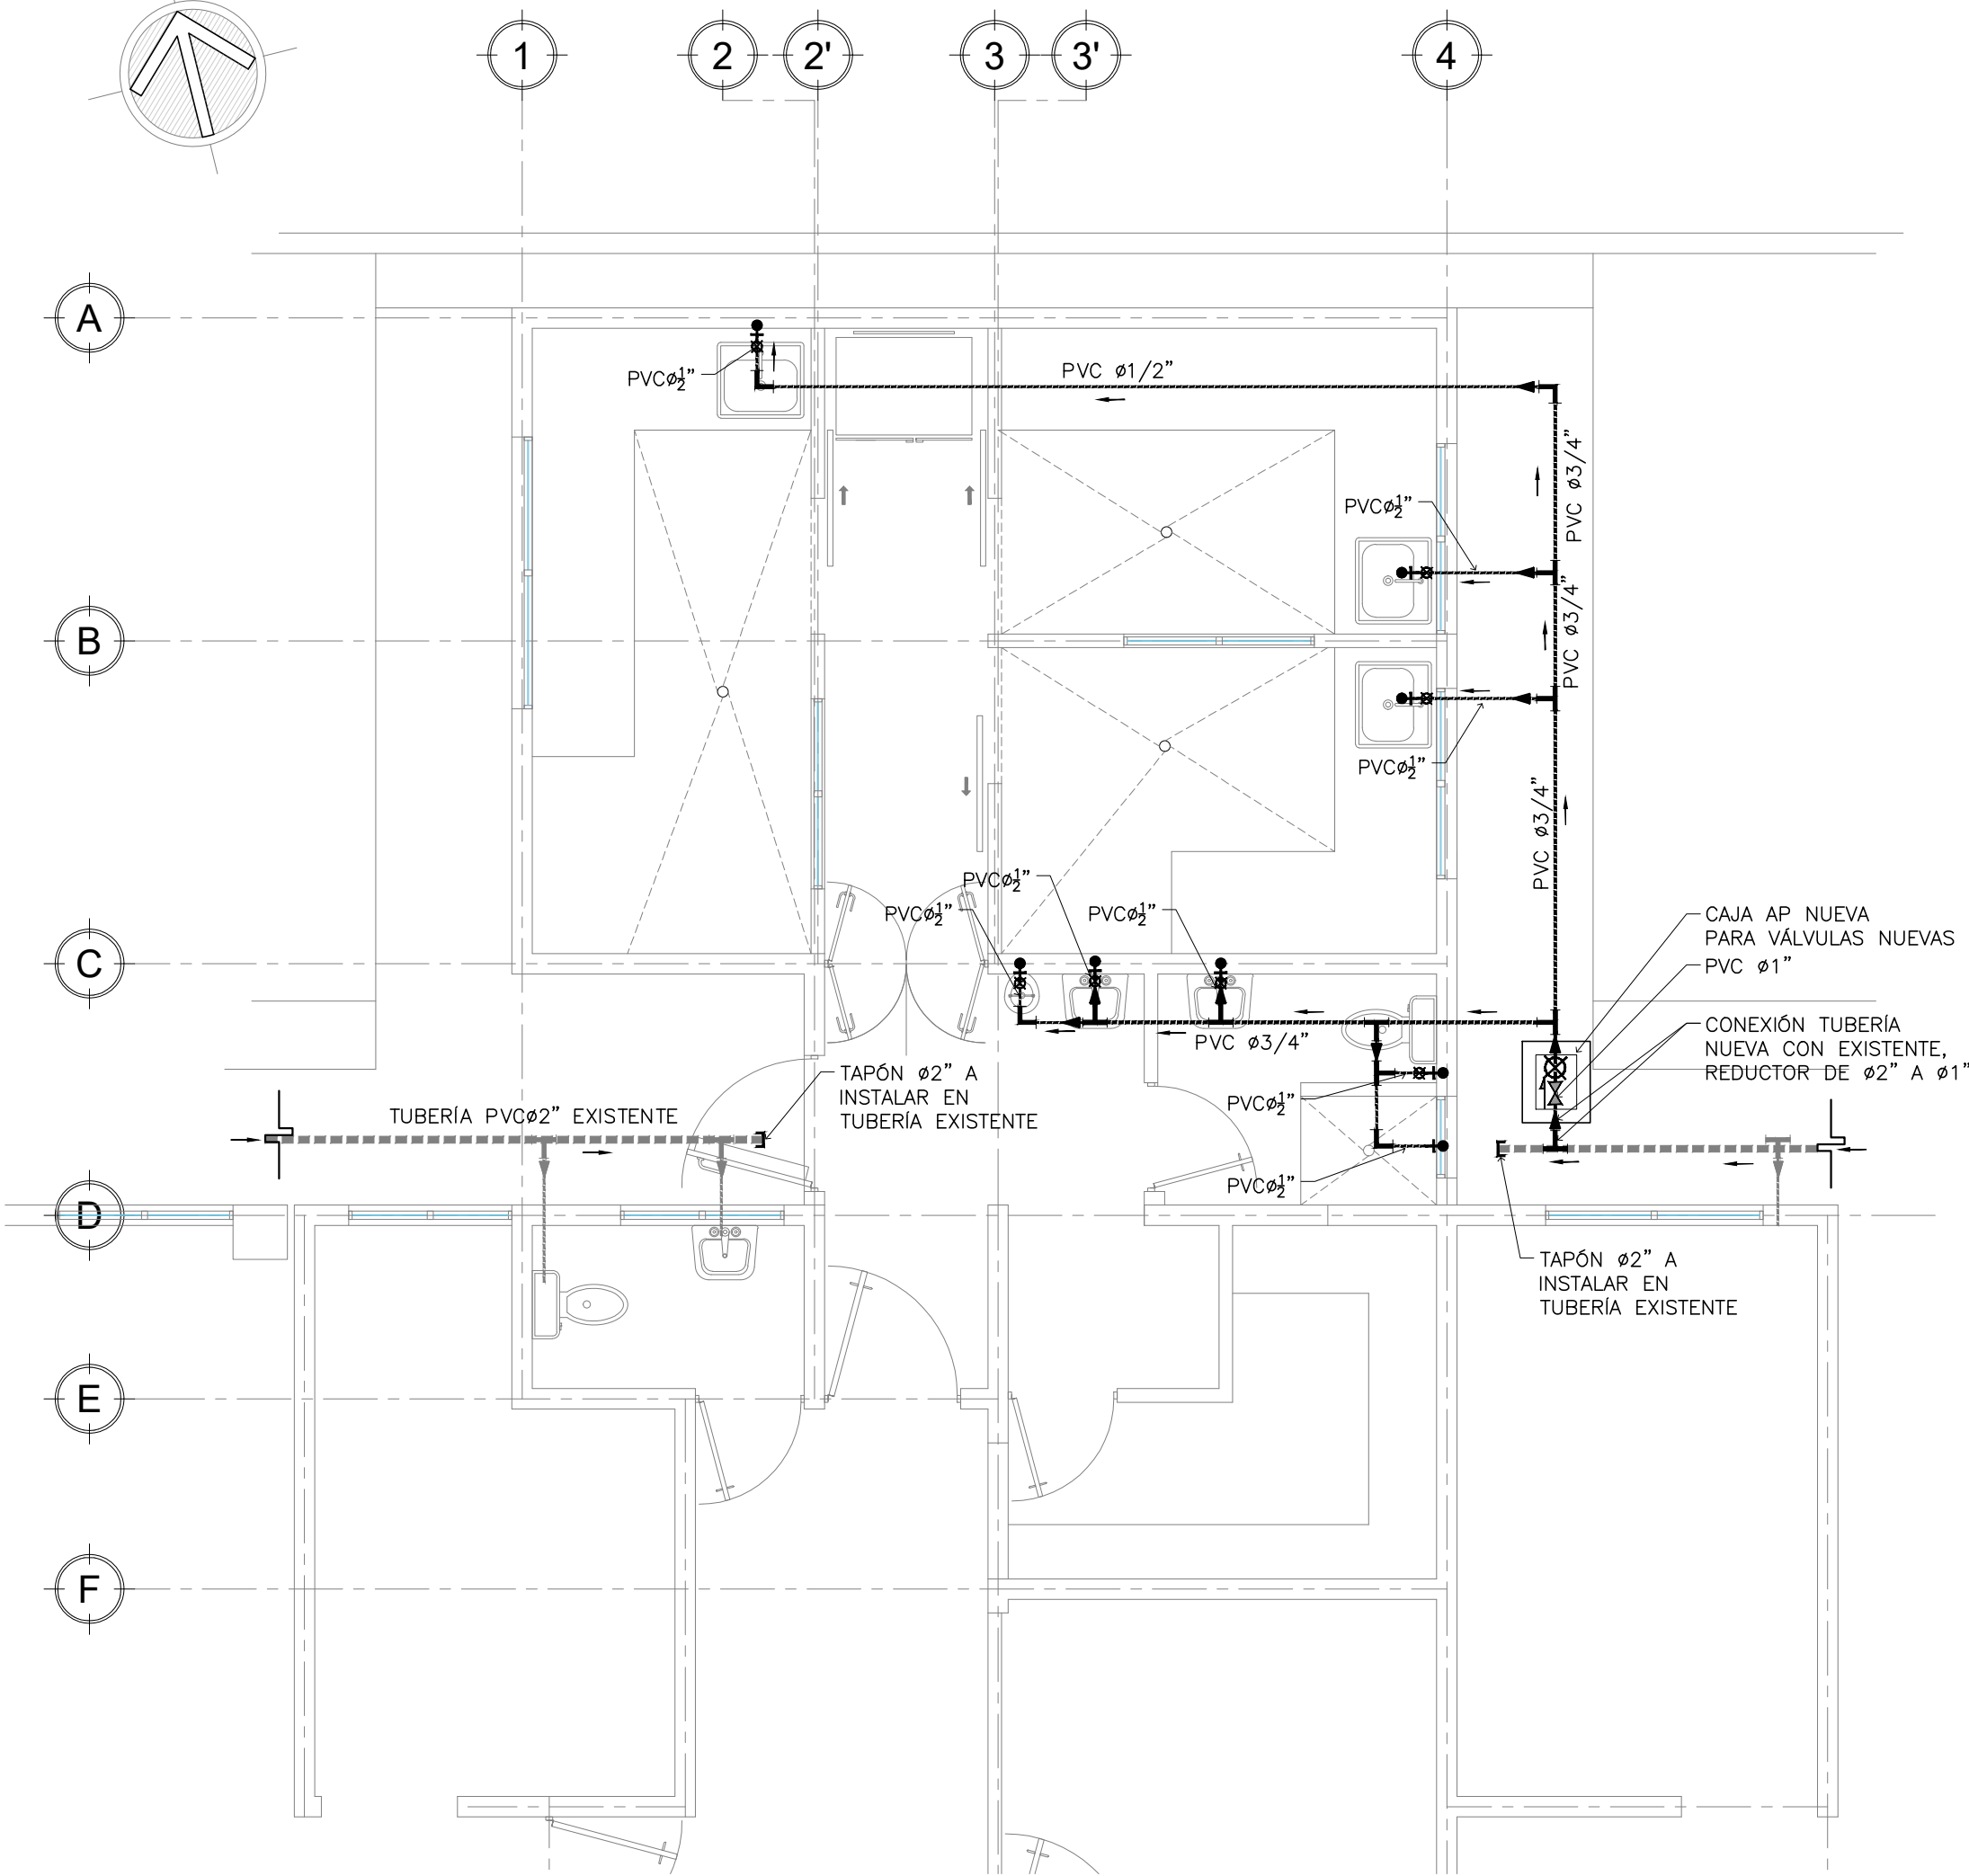 1
2
2'
3
3'
4
A
B
C
D
E
F
PVCø½"
PVC ø1/2"
PVC ø3/4"
PVCø½"
PVC ø3/4"
PVCø½"
PVC ø3/4"
PVCø½"
PVCø½"
PVCø½"
PVC ø3/4"
CAJA AP NUEVA
PARA VÁLVULAS NUEVAS
PVC ø1"
CONEXIÓN TUBERÍA
NUEVA CON EXISTENTE,
REDUCTOR DE ø2" A ø1"
TAPÓN ø2" A
INSTALAR EN
TUBERÍA EXISTENTE
TUBERÍA PVCø2" EXISTENTE
PVCø½"
PVCø½"
TAPÓN ø2" A
INSTALAR EN
TUBERÍA EXISTENTE